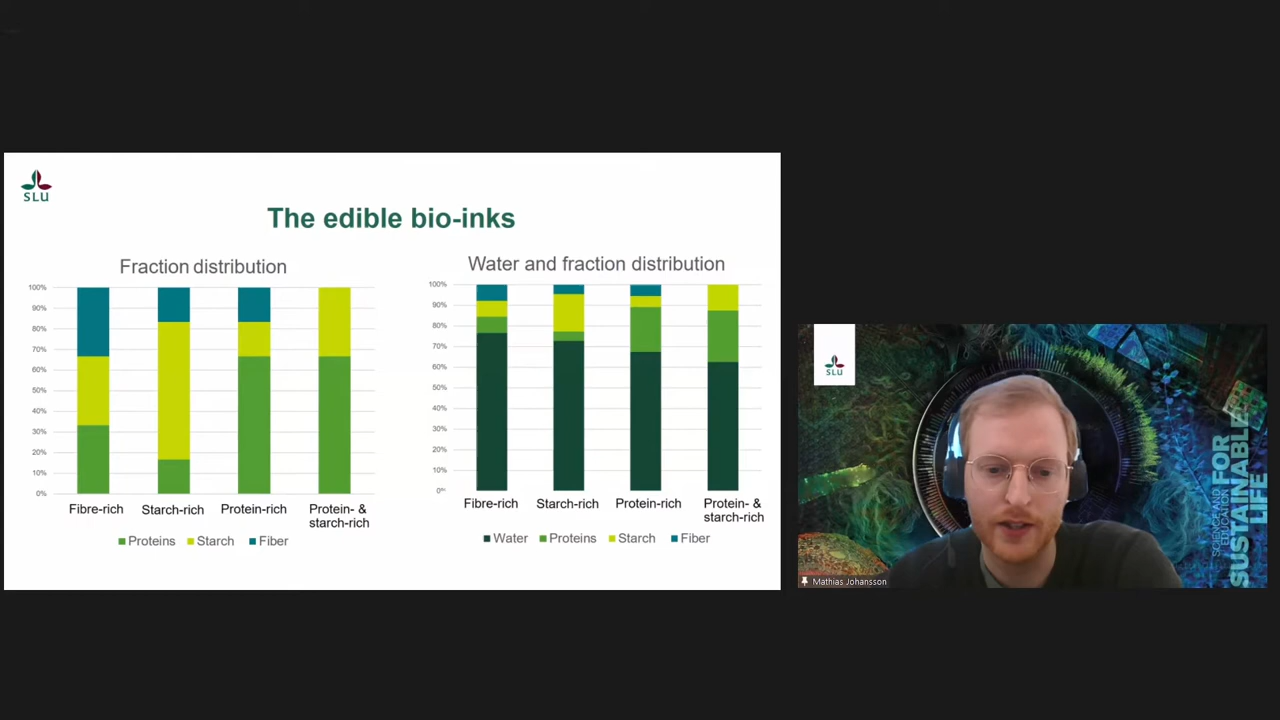 SLU
The edible bio-inks
Fraction distribution
100%
90%
80%
70%
60%
50%
40%
30%
20%
10%
0%
Fibre-rich
Starch-rich
Protein-rich
Protein- &
starch-rich
Proteins
Starch
Fiber
Water and fraction distribution
100%
90%
80%
70%
60%
50%
40%
30%
20%
10%
0%
Fibre-rich
Starch-rich
Protein-rich
Protein- &
starch-rich
Water
Proteins
Starch
Fiber
SLU
SCIENCE AND
EDUCATION
FOR
SUSTAINABLE
LIFE
Mathias Johansson